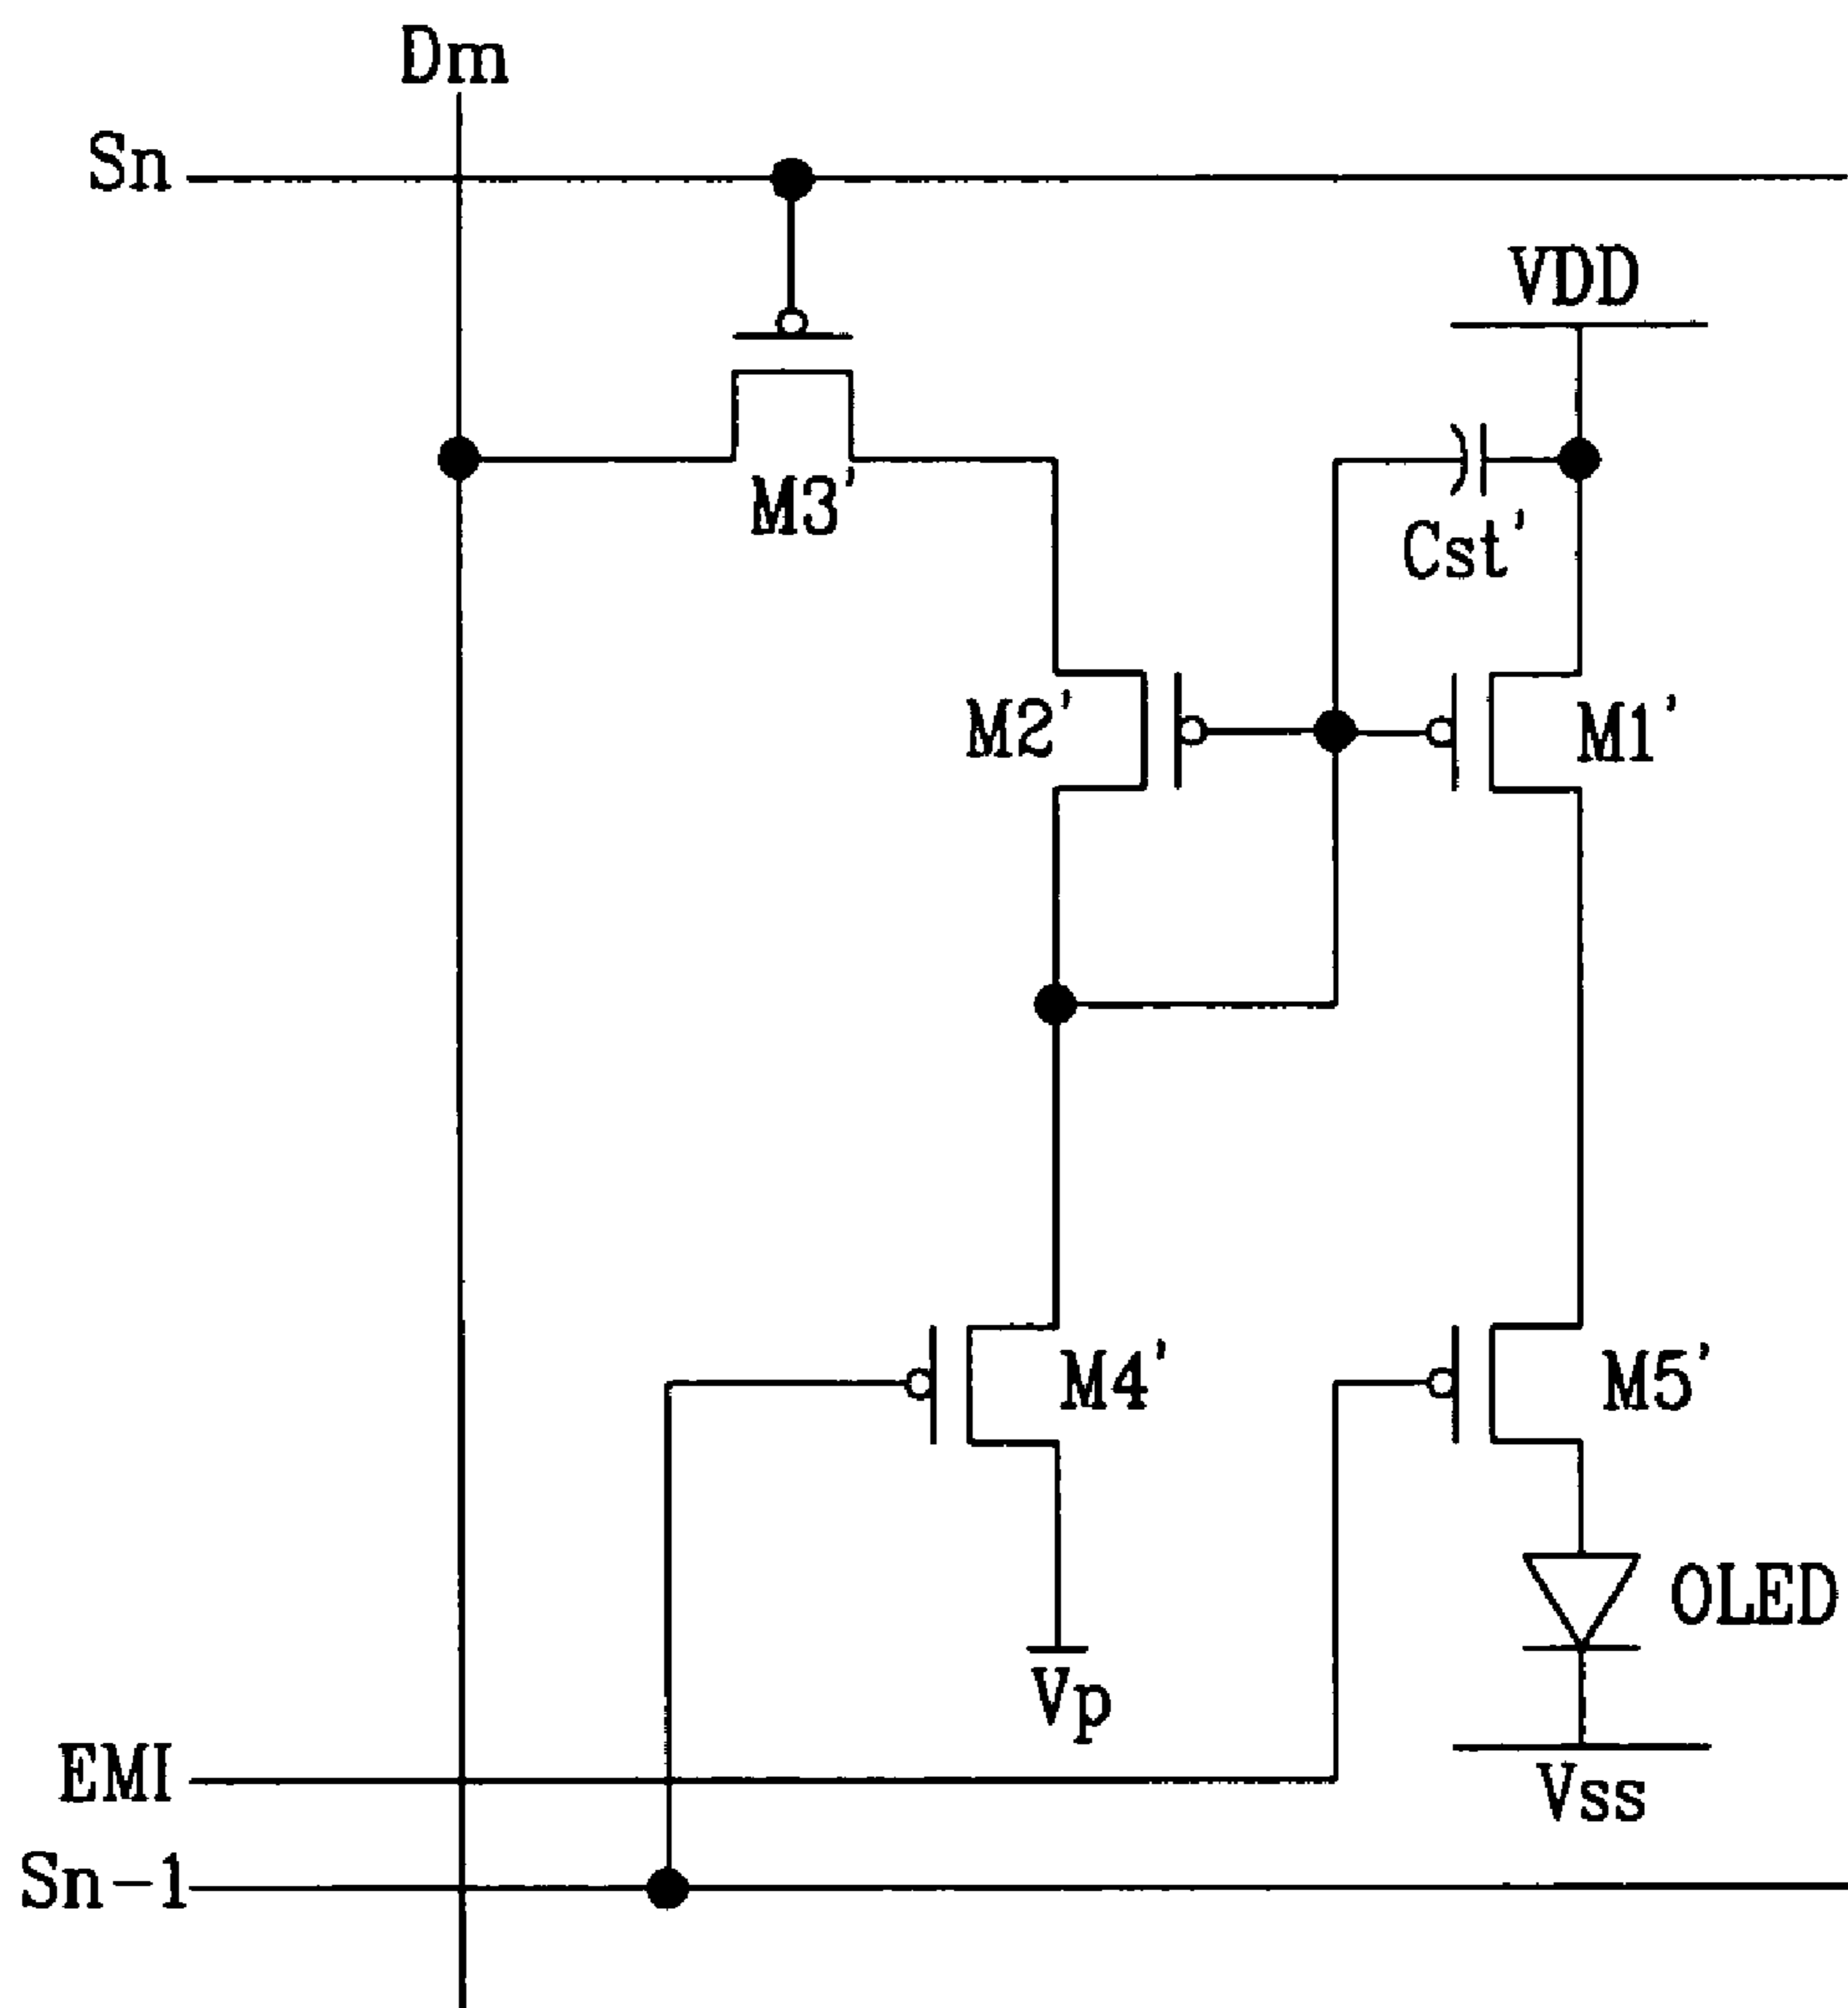 Dm
Sn
VDD
M3'
Cst'
M2'
M1'
M4'
M5'
OLED
Vp
EMI
Vss
Sn-1